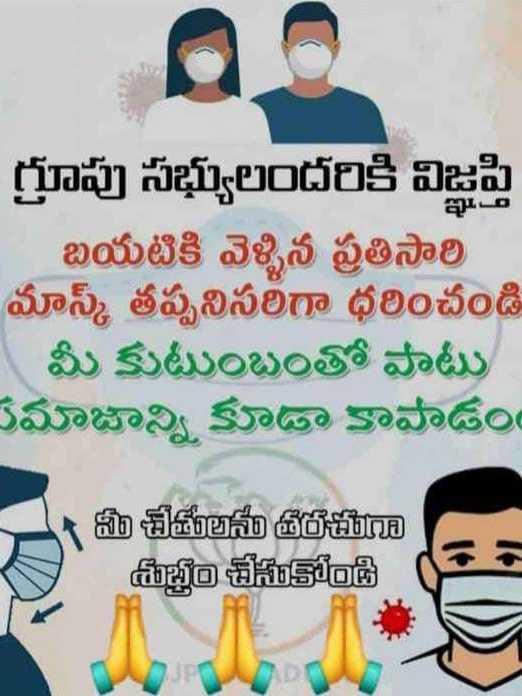 గ్రూపు సభ్యులందరికి విజ్ఞప్తి
బయటికి వెళ్ళిన ప్రతిసారి
మాస్క్ తప్పనిసరిగా ధరించండి
మీ కుటుంబంతో పాటు
సమాజాన్ని కూడా కాపాడం
మీ చేతులను తరచుగా
శుభ్రం చేసుకోండి